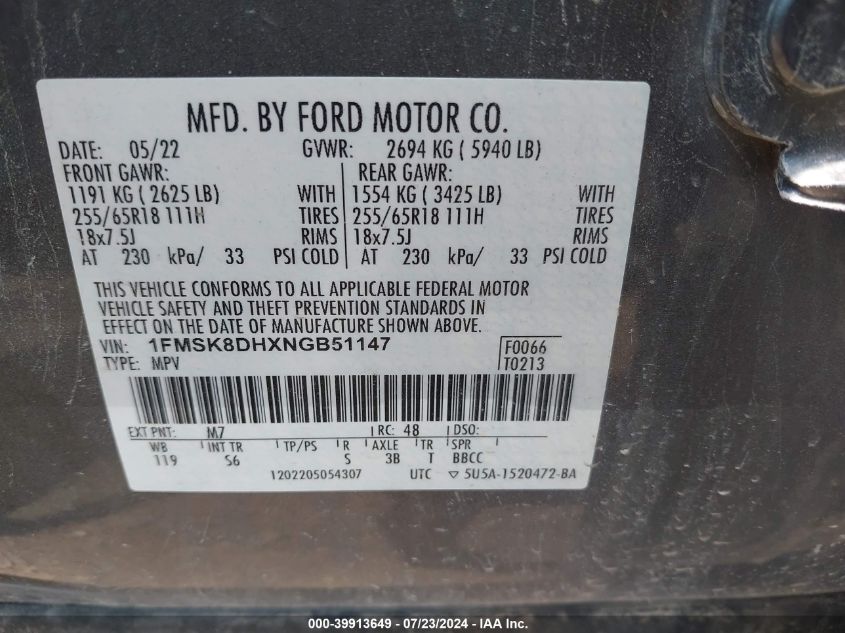 MFD. BY FORD MOTOR CO.
DATE: 05/22 GVWR: 2694 KG ( 5940 LB)
FRONT GAWR: REAR GAWR:
1191 KG ( 2625 LB) WITH 1554 KG ( 3425 LB) WITH
255/65R18 111H TIRES 255/65R18 111H TIRES
18x7.5J RIMS 18x7.5J RIMS
AT 230 kPa/ 33 PSI COLD AT 230 kPa/ 33 PSI COLD
THIS VEHICLE CONFORMS TO ALL APPLICABLE FEDERAL MOTOR
VEHICLE SAFETY AND THEFT PREVENTION STANDARDS IN
EFFECT ON THE DATE OF MANUFACTURE SHOWN ABOVE.
VIN: 1FMSK8DHXNGB51147 F0066
TYPE: MPV T0213
EXT PNT: M7 RC: 48 DSO:
WB INT TR TP/PS R AXLE TR SPR
119 S6 S 3B T BBCC
1202205054307 UTC ▽ 5U5A-1520472-BA
000-39913649 / 07/23/2024 / IAA Inc.